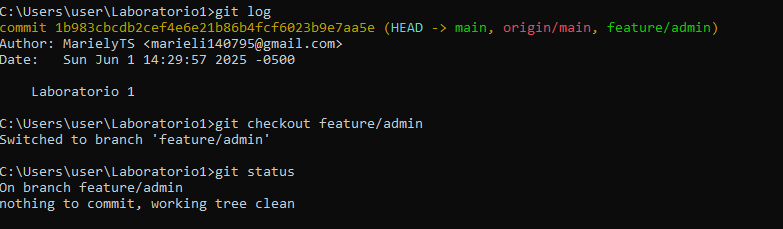 C:\Users\user\Laboratorio1>git log
commit 1b983cbcdb2cef4e6e21b86b4fcf6023b9e7aa5e (HEAD -> main, origin/main, feature/admin)
Author: MarielyTS <marieli140795@gmail.com>
Date:   Sun Jun 1 14:29:57 2025 -0500
    Laboratorio 1
C:\Users\user\Laboratorio1>git checkout feature/admin
Switched to branch 'feature/admin'
C:\Users\user\Laboratorio1>git status
On branch feature/admin
nothing to commit, working tree clean